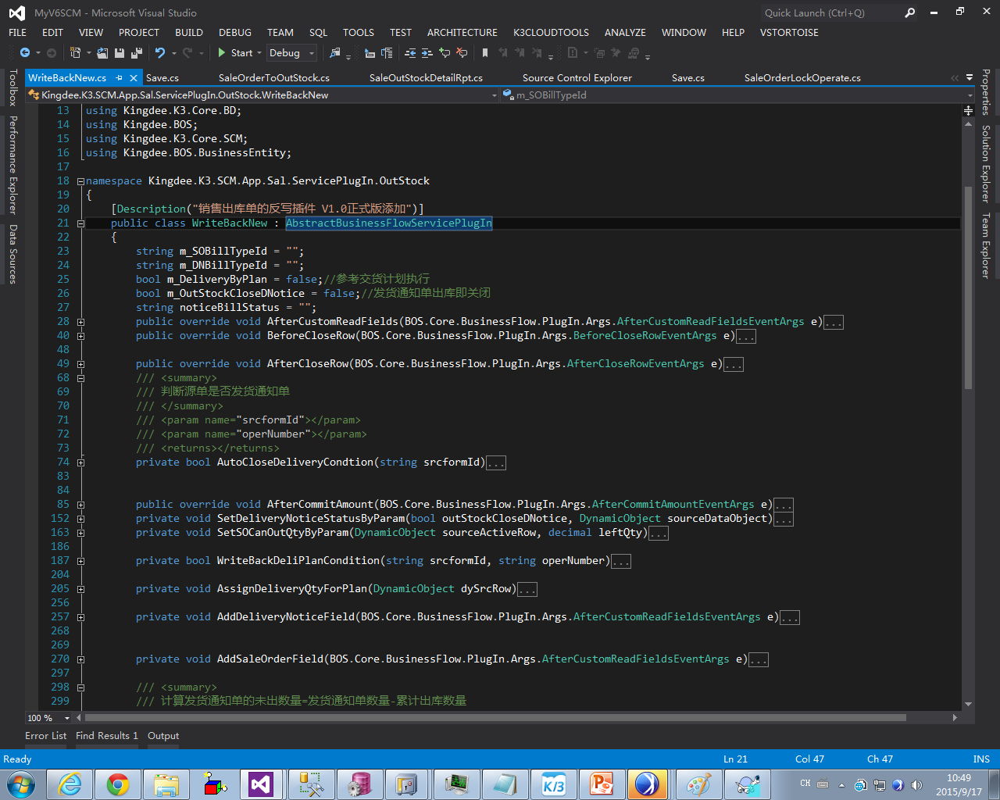 MyV6SCM - Microsoft Visual Studio
Quick Launch (Ctrl+Q)
FILE EDIT VIEW PROJECT BUILD DEBUG TEAM SQL TOOLS TEST ARCHITECTURE K3CLOUDTOOLS ANALYZE WINDOW HELP VSTORTOISE
Start Debug
WriteBackNew.cs Save.cs SaleOrderToOutStock.cs SaleOutStockDetailRpt.cs Source Control Explorer Save.cs SaleOrderLockOperate.cs
Kingdee.K3.SCM.App.Sal.ServicePlugIn.OutStock.WriteBackNew m_SOBillTypeId
Toolbox
Performance Explorer
Data Sources
13 using Kingdee.K3.Core.BD;
14 using Kingdee.BOS;
15 using Kingdee.K3.Core.SCM;
16 using Kingdee.BOS.BusinessEntity;
17
18 namespace Kingdee.K3.SCM.App.Sal.ServicePlugIn.OutStock
19 {
20 [Description("销售出库单的反写插件 V1.0正式版添加")]
21 public class WriteBackNew : AbstractBusinessFlowServicePlugIn
22 {
23 string m_SOBillTypeId = "";
24 string m_DNBillTypeId = "";
25 bool m_DeliveryByPlan = false;//参考交货计划执行
26 bool m_OutStockCloseDNotice = false;//发货通知单出库即关闭
27 string noticeBillStatus = "";
28 public override void AfterCustomReadFields(BOS.Core.BusinessFlow.PlugIn.Args.AfterCustomReadFieldsEventArgs e)...
40 public override void BeforeCloseRow(BOS.Core.BusinessFlow.PlugIn.Args.BeforeCloseRowEventArgs e)...
48
49 public override void AfterCloseRow(BOS.Core.BusinessFlow.PlugIn.Args.AfterCloseRowEventArgs e)...
68 /// <summary>
69 /// 判断源单是否发货通知单
70 /// </summary>
71 /// <param name="srcformId"></param>
72 /// <param name="operNumber"></param>
73 /// <returns></returns>
74 private bool AutoCloseDeliveryCondtion(string srcformId)...
83
84
85 public override void AfterCommitAmount(BOS.Core.BusinessFlow.PlugIn.Args.AfterCommitAmountEventArgs e)...
152 private void SetDeliveryNoticeStatusByParam(bool outStockCloseDNotice, DynamicObject sourceDataObject)...
163 private void SetSOCanOutQtyByParam(DynamicObject sourceActiveRow, decimal leftQty)...
186
187 private bool WriteBackDeliPlanCondition(string srcformId, string operNumber)...
204
205 private void AssignDeliveryQtyForPlan(DynamicObject dySrcRow)...
256
257 private void AddDeliveryNoticeField(BOS.Core.BusinessFlow.PlugIn.Args.AfterCustomReadFieldsEventArgs e)...
268
269
270 private void AddSaleOrderField(BOS.Core.BusinessFlow.PlugIn.Args.AfterCustomReadFieldsEventArgs e)...
297
298 /// <summary>
299 /// 计算发货通知单的未出数量=发货通知单数量-累计出库数量
Properties
Solution Explorer
Team Explorer
100 %
Error List Find Results 1 Output
Ready Ln 21 Col 47 Ch 47 INS
K/3
CH
10:49
2015/9/17